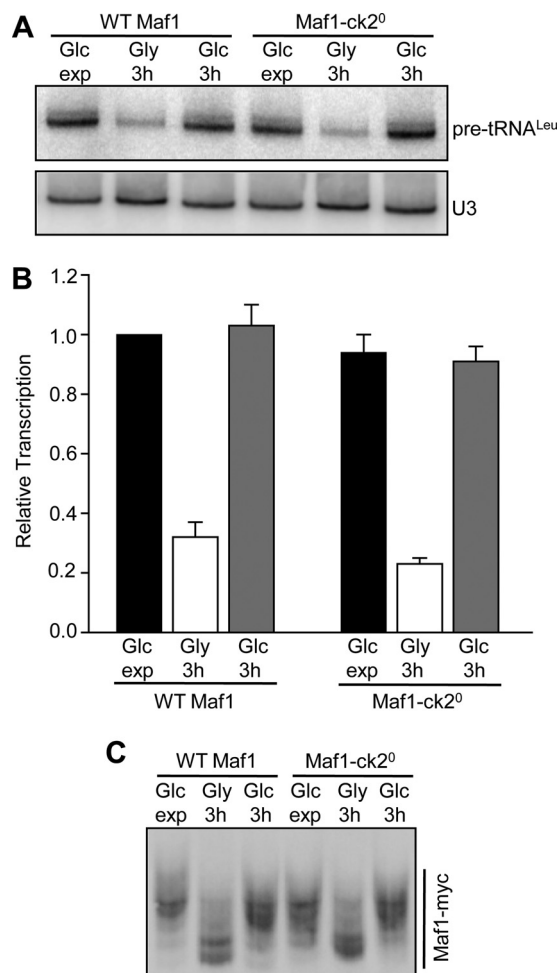 A
WT Maf1 Maf1-ck2⁰
Glc Gly Glc Glc Gly Glc
exp 3h 3h exp 3h 3h
pre-tRNAᴸᵉᵘ
U3
B
Relative Transcription
1.2
1.0
0.8
0.6
0.4
0.2
0.0
Glc Gly Glc Glc Gly Glc
exp 3h 3h exp 3h 3h
WT Maf1 Maf1-ck2⁰
C
WT Maf1 Maf1-ck2⁰
Glc Gly Glc Glc Gly Glc
exp 3h 3h exp 3h 3h
Maf1-myc